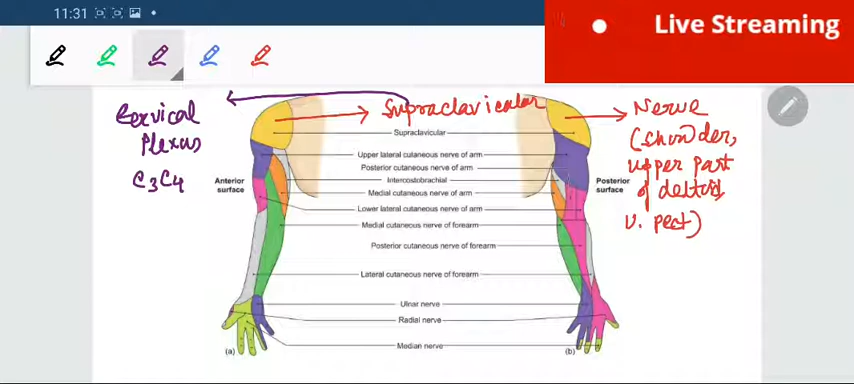 11:31
Live Streaming
Cervical
Plexus
C3C4
Supraclavicular
Nerve
(shoulder,
upper part
of deltoid,
U. pect)
Supraclavicular
Upper lateral cutaneous nerve of arm
Posterior cutaneous nerve of arm
Intercostobrachial
Medial cutaneous nerve of arm
Lower lateral cutaneous nerve of arm
Medial cutaneous nerve of forearm
Posterior cutaneous nerve of forearm
Lateral cutaneous nerve of forearm
Ulnar nerve
Radial nerve
Median nerve
Anterior
surface
Posterior
surface
(a)
(b)